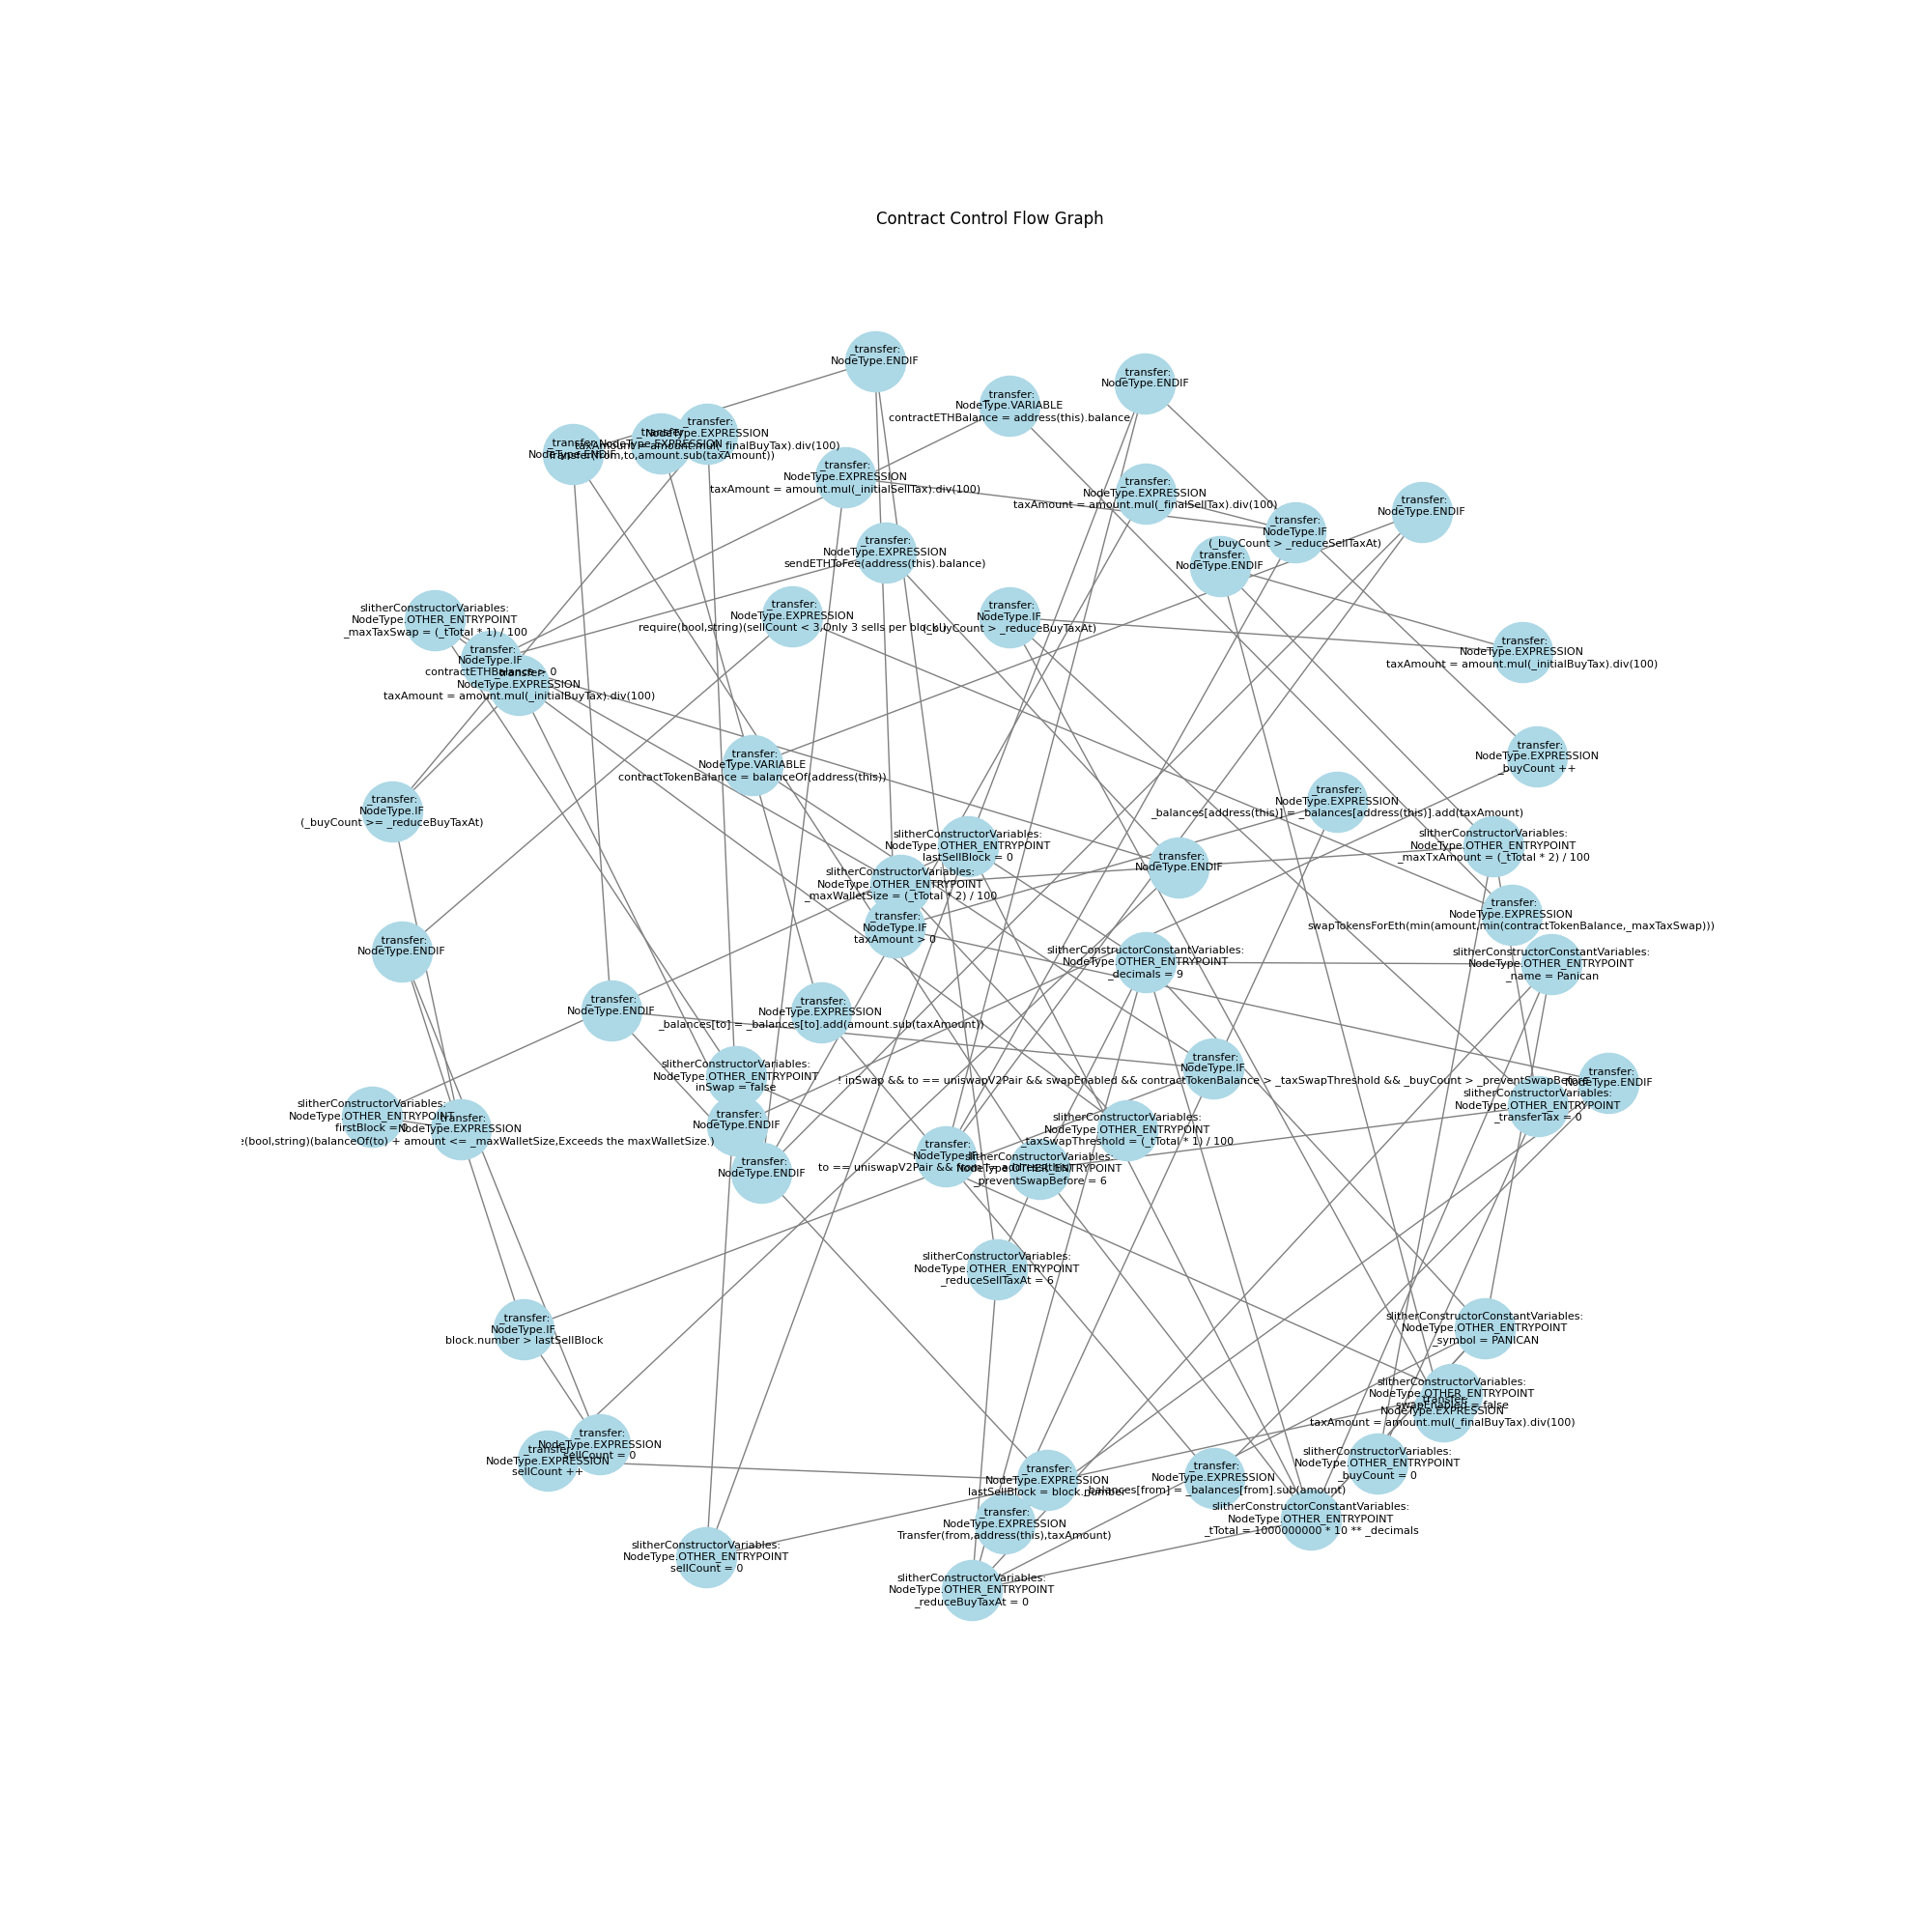 Contract Control Flow Graph
_transfer:
NodeType.ENDIF
_transfer:
NodeType.ENDIF
_transfer:
NodeType.VARIABLE
contractETHBalance = address(this).balance
_transfer:
NodeType.EXPRESSION
taxAmount = amount.mul(_finalBuyTax).div(100)
_transfer:
NodeType.EXPRESSION
Transfer(from,to,amount.sub(taxAmount))
_transfer:
NodeType.ENDIF
_transfer:
NodeType.EXPRESSION
taxAmount = amount.mul(_initialSellTax).div(100)
_transfer:
NodeType.EXPRESSION
taxAmount = amount.mul(_finalSellTax).div(100)
_transfer:
NodeType.ENDIF
_transfer:
NodeType.IF
(_buyCount > _reduceSellTaxAt)
_transfer:
NodeType.EXPRESSION
sendETHToFee(address(this).balance)
_transfer:
NodeType.ENDIF
slitherConstructorVariables:
NodeType.OTHER_ENTRYPOINT
_maxTaxSwap = (_tTotal * 1) / 100
_transfer:
NodeType.EXPRESSION
require(bool,string)(sellCount < 3,Only 3 sells per block!)
_transfer:
NodeType.IF
(_buyCount > _reduceBuyTaxAt)
_transfer:
NodeType.EXPRESSION
taxAmount = amount.mul(_initialBuyTax).div(100)
_transfer:
NodeType.IF
contractETHBalance > 0
_transfer:
NodeType.EXPRESSION
taxAmount = amount.mul(_initialBuyTax).div(100)
_transfer:
NodeType.VARIABLE
contractTokenBalance = balanceOf(address(this))
_transfer:
NodeType.EXPRESSION
_buyCount ++
_transfer:
NodeType.IF
(_buyCount >= _reduceBuyTaxAt)
_transfer:
NodeType.EXPRESSION
_balances[address(this)] = _balances[address(this)].add(taxAmount)
slitherConstructorVariables:
NodeType.OTHER_ENTRYPOINT
lastSellBlock = 0
slitherConstructorVariables:
NodeType.OTHER_ENTRYPOINT
_maxTxAmount = (_tTotal * 2) / 100
_transfer:
NodeType.ENDIF
slitherConstructorVariables:
NodeType.OTHER_ENTRYPOINT
_maxWalletSize = (_tTotal * 2) / 100
_transfer:
NodeType.IF
taxAmount > 0
_transfer:
NodeType.EXPRESSION
swapTokensForEth(min(amount,min(contractTokenBalance,_maxTaxSwap)))
_transfer:
NodeType.ENDIF
slitherConstructorConstantVariables:
NodeType.OTHER_ENTRYPOINT
_decimals = 9
slitherConstructorConstantVariables:
NodeType.OTHER_ENTRYPOINT
_name = Panican
_transfer:
NodeType.ENDIF
_transfer:
NodeType.EXPRESSION
_balances[to] = _balances[to].add(amount.sub(taxAmount))
_transfer:
NodeType.IF
! inSwap && to == uniswapV2Pair && swapEnabled && contractTokenBalance > _taxSwapThreshold && _buyCount > _preventSwapBefore
_transfer:
NodeType.ENDIF
slitherConstructorVariables:
NodeType.OTHER_ENTRYPOINT
inSwap = false
slitherConstructorVariables:
NodeType.OTHER_ENTRYPOINT
_transferTax = 0
slitherConstructorVariables:
NodeType.OTHER_ENTRYPOINT
firstBlock = 0
_transfer:
NodeType.EXPRESSION
e(bool,string)(balanceOf(to) + amount <= _maxWalletSize,Exceeds the maxWalletSize.)
_transfer:
NodeType.ENDIF
slitherConstructorVariables:
NodeType.OTHER_ENTRYPOINT
_taxSwapThreshold = (_tTotal * 1) / 100
_transfer:
NodeType.IF
to == uniswapV2Pair && from != address(this)
slitherConstructorVariables:
NodeType.OTHER_ENTRYPOINT
_preventSwapBefore = 6
_transfer:
NodeType.ENDIF
slitherConstructorVariables:
NodeType.OTHER_ENTRYPOINT
_reduceSellTaxAt = 6
_transfer:
NodeType.IF
block.number > lastSellBlock
slitherConstructorConstantVariables:
NodeType.OTHER_ENTRYPOINT
_symbol = PANICAN
slitherConstructorVariables:
NodeType.OTHER_ENTRYPOINT
swapEnabled = false
_transfer:
NodeType.EXPRESSION
taxAmount = amount.mul(_finalBuyTax).div(100)
_transfer:
NodeType.EXPRESSION
sellCount = 0
_transfer:
NodeType.EXPRESSION
sellCount ++
slitherConstructorVariables:
NodeType.OTHER_ENTRYPOINT
_buyCount = 0
_transfer:
NodeType.EXPRESSION
lastSellBlock = block.number
_transfer:
NodeType.EXPRESSION
_balances[from] = _balances[from].sub(amount)
_transfer:
NodeType.EXPRESSION
Transfer(from,address(this),taxAmount)
slitherConstructorConstantVariables:
NodeType.OTHER_ENTRYPOINT
_tTotal = 1000000000 * 10 ** _decimals
slitherConstructorVariables:
NodeType.OTHER_ENTRYPOINT
sellCount = 0
slitherConstructorVariables:
NodeType.OTHER_ENTRYPOINT
_reduceBuyTaxAt = 0